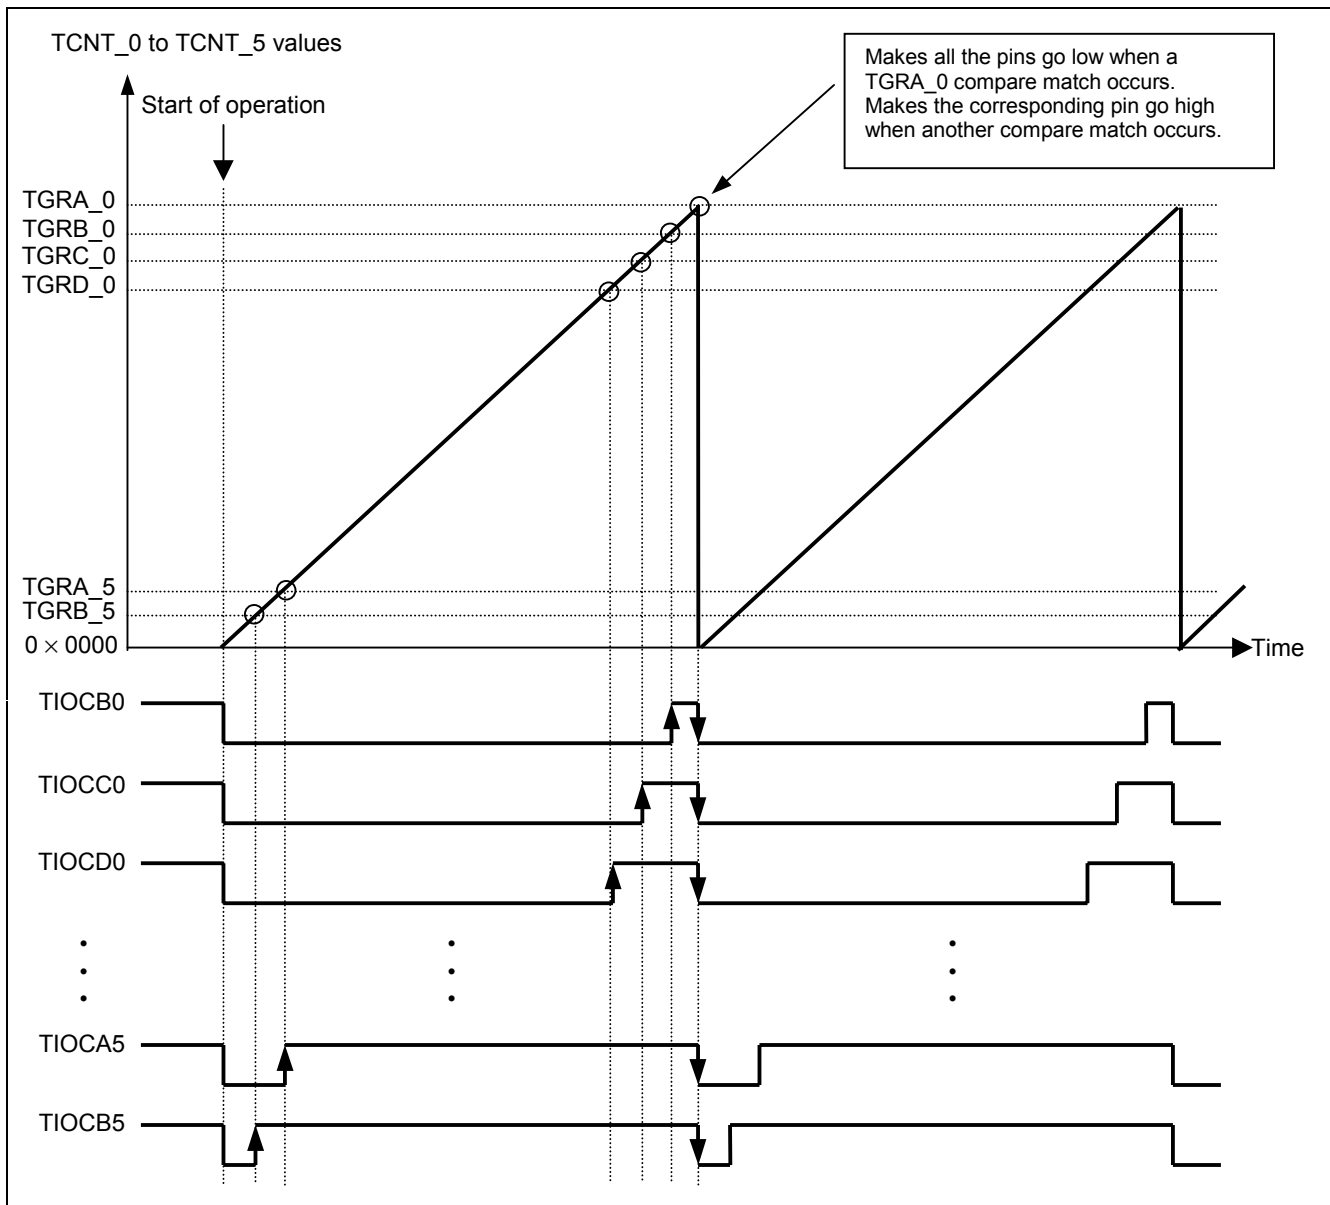 TCNT_0 to TCNT_5 values
Makes all the pins go low when a
TGRA_0 compare match occurs.
Makes the corresponding pin go high
when another compare match occurs.
Start of operation
TGRA_0
TGRB_0
TGRC_0
TGRD_0
TGRA_5
TGRB_5
0 × 0000
Time
TIOCB0
TIOCC0
TIOCD0
TIOCA5
TIOCB5